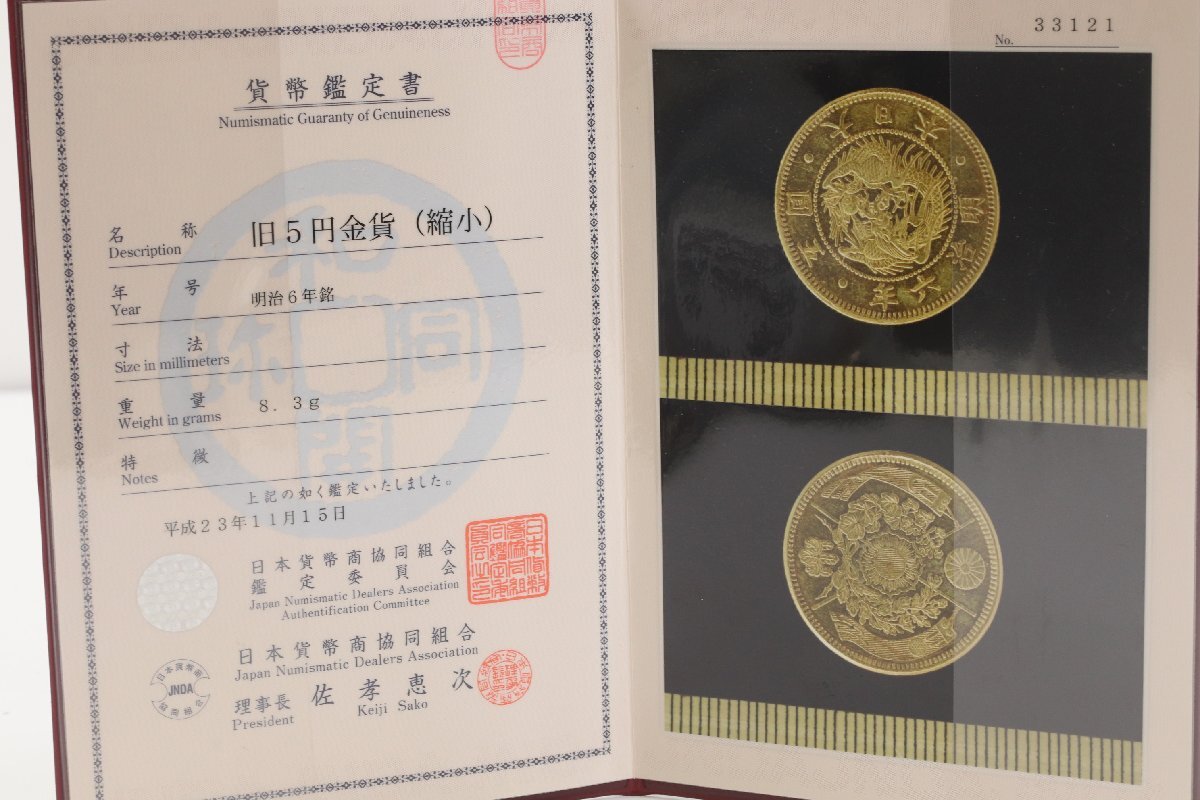 貨幣鑑定書
Numismatic Guaranty of Genuineness
名称 旧5円金貨（縮小）
Description
年号 明治6年銘
Year
寸法
Size in millimeters
重量 8.3g
Weight in grams
特徴
Notes
上記の如く鑑定いたしました。
平成23年11月15日
日本貨幣商協同組合
鑑定委員会
Japan Numismatic Dealers Association
Authentification Committee
日本貨幣商協同組合
Japan Numismatic Dealers Association
理事長 佐孝恵次
President Keiji Sako
JNDA
和同開珎
No. 33121
大日本
明治六年
五圓